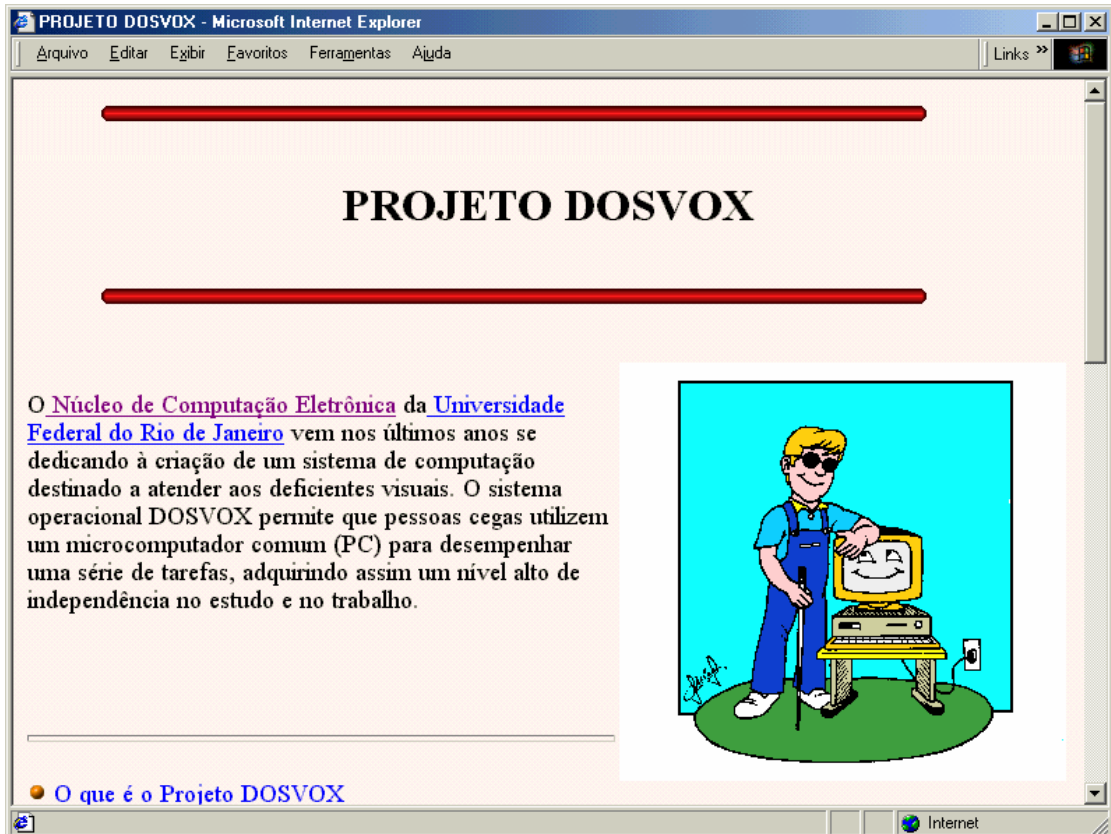 PROJETO DOSVOX - Microsoft Internet Explorer
Arquivo Editar Exibir Favoritos Ferramentas Ajuda Links »
PROJETO DOSVOX
O Núcleo de Computação Eletrônica da Universidade
Federal do Rio de Janeiro vem nos últimos anos se
dedicando à criação de um sistema de computação
destinado a atender aos deficientes visuais. O sistema
operacional DOSVOX permite que pessoas cegas utilizem
um microcomputador comum (PC) para desempenhar
uma série de tarefas, adquirindo assim um nível alto de
independência no estudo e no trabalho.
O que é o Projeto DOSVOX
Internet